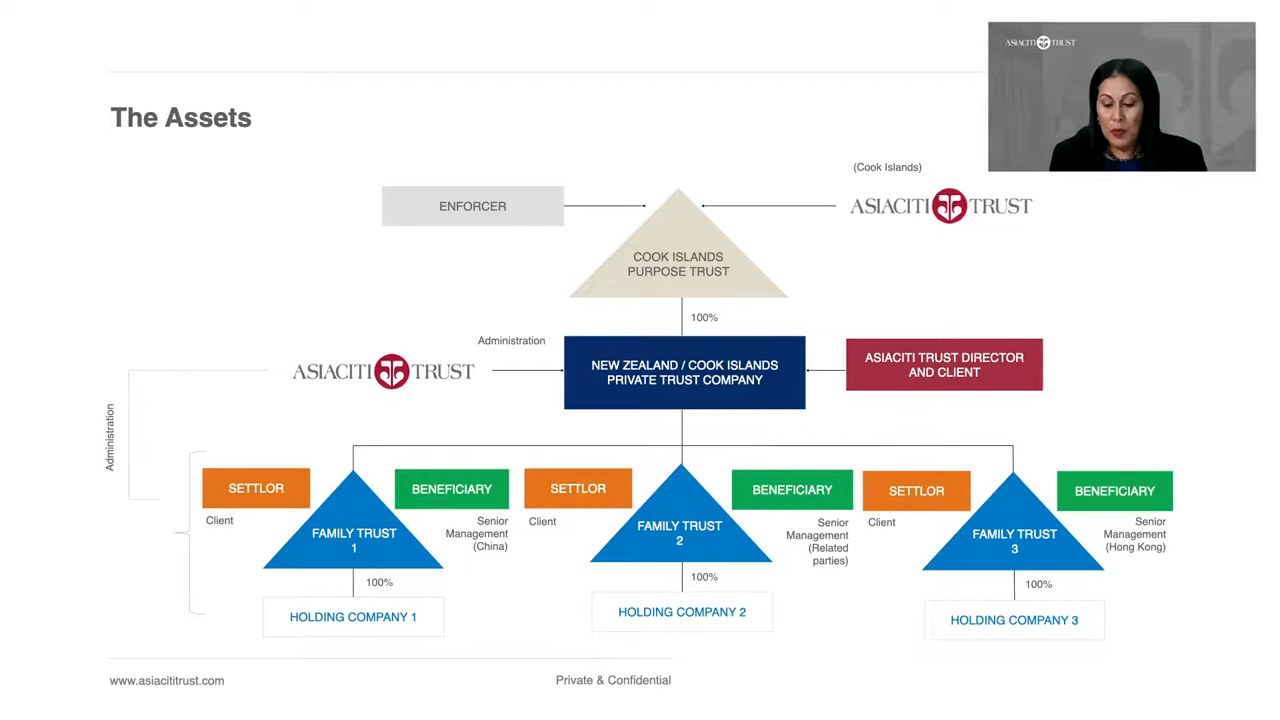 ASIACITI TRUST
The Assets
(Cook Islands)
ENFORCER
ASIACITI TRUST
COOK ISLANDS
PURPOSE TRUST
100%
Administration
ASIACITI TRUST
NEW ZEALAND / COOK ISLANDS
PRIVATE TRUST COMPANY
ASIACITI TRUST DIRECTOR
AND CLIENT
Administration
SETTLOR
Client
FAMILY TRUST
1
BENEFICIARY
Senior
Management
(China)
100%
HOLDING COMPANY 1
SETTLOR
Client
FAMILY TRUST
2
BENEFICIARY
Senior
Management
(Related
parties)
100%
HOLDING COMPANY 2
SETTLOR
Client
FAMILY TRUST
3
BENEFICIARY
Senior
Management
(Hong Kong)
100%
HOLDING COMPANY 3
www.asiacititrust.com
Private & Confidential